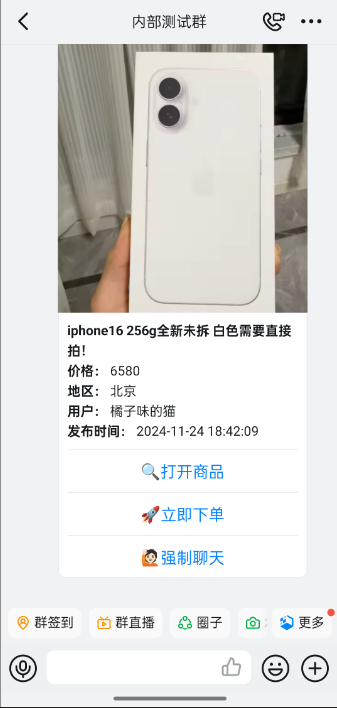 内部测试群
iphone16 256g全新未拆 白色需要直接
拍！
价格： 6580
地区： 北京
用户： 橘子味的猫
发布时间： 2024-11-24 18:42:09
🔍打开商品
🚀立即下单
🙋🏻强制聊天
群签到 群直播 圈子 更多